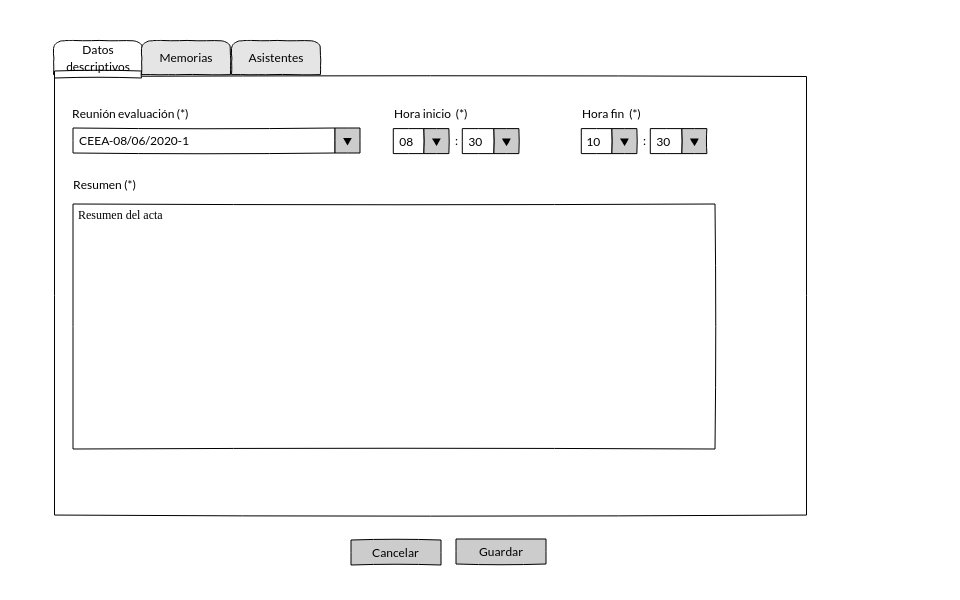 Datos
descriptivos
Memorias
Asistentes
Reunión evaluación (*)
Hora inicio (*)
Hora fin (*)
CEEA-08/06/2020-1
08 : 30
10 : 30
Resumen (*)
Resumen del acta
Cancelar
Guardar